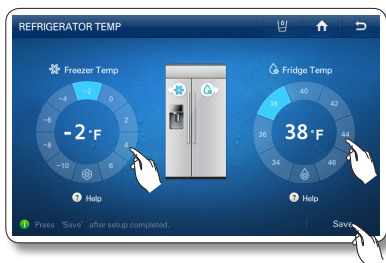 REFRIGERATOR TEMP
Freezer Temp
Fridge Temp
-2
-4
0
-6
2
-8
4
-10
6
-2°F
40
38
42
36
44
34
46
38°F
? Help
? Help
i Press 'Save' after setup completed.
Save